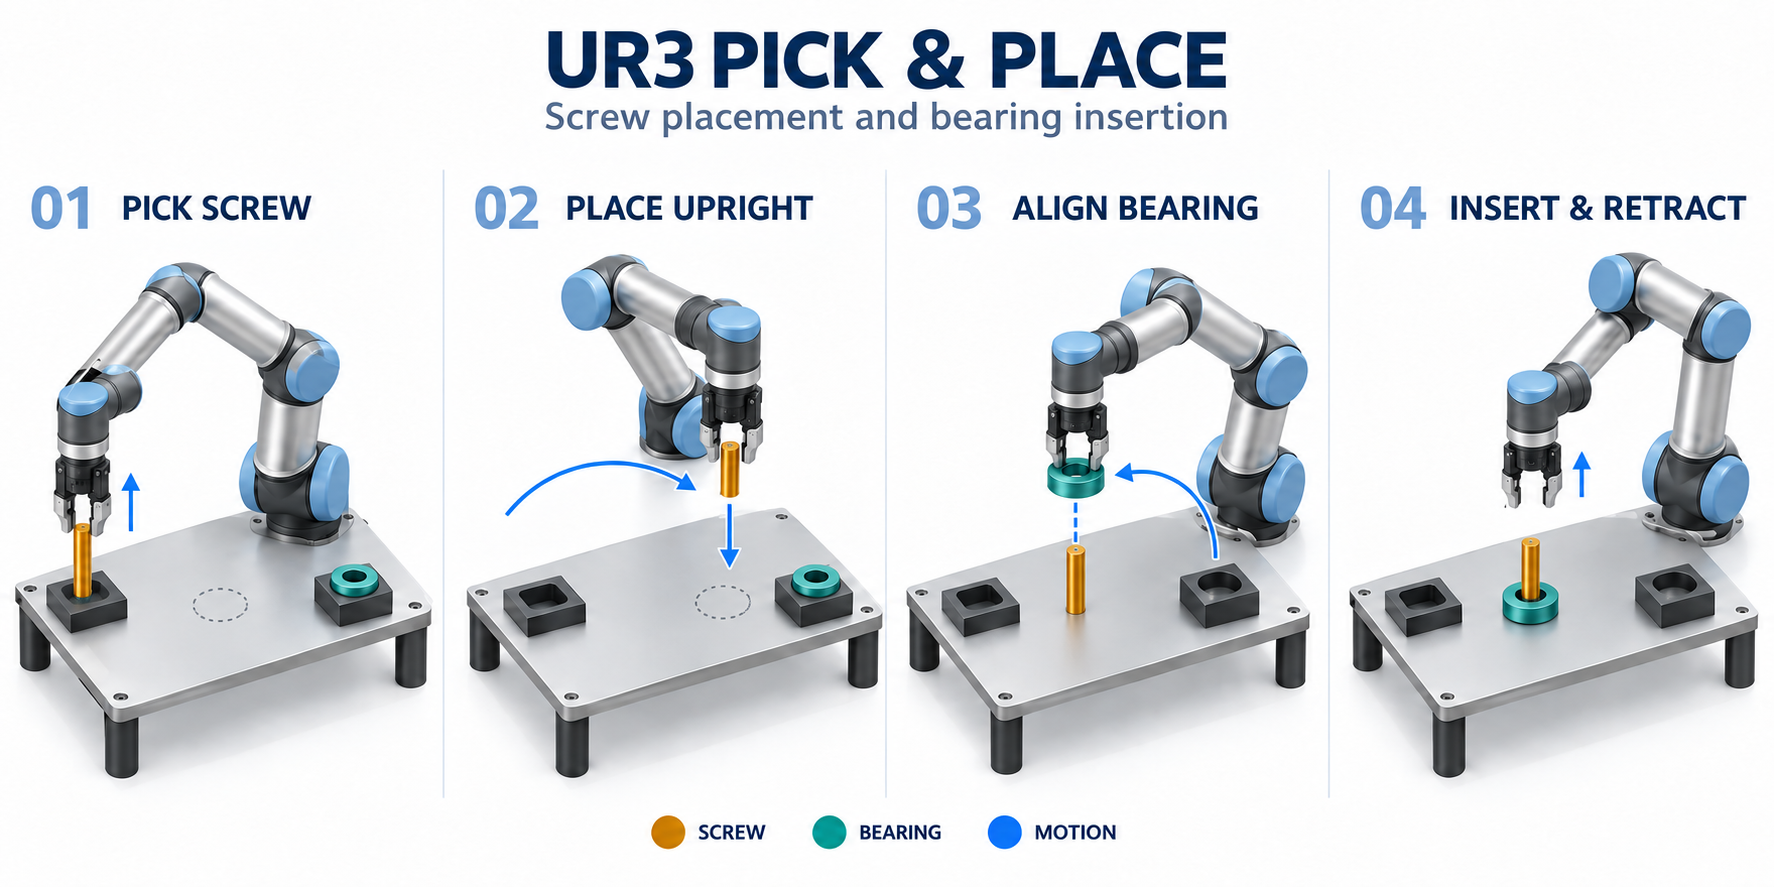 UR3 PICK & PLACE
Screw placement and bearing insertion
01 PICK SCREW
02 PLACE UPRIGHT
03 ALIGN BEARING
04 INSERT & RETRACT
SCREW
BEARING
MOTION